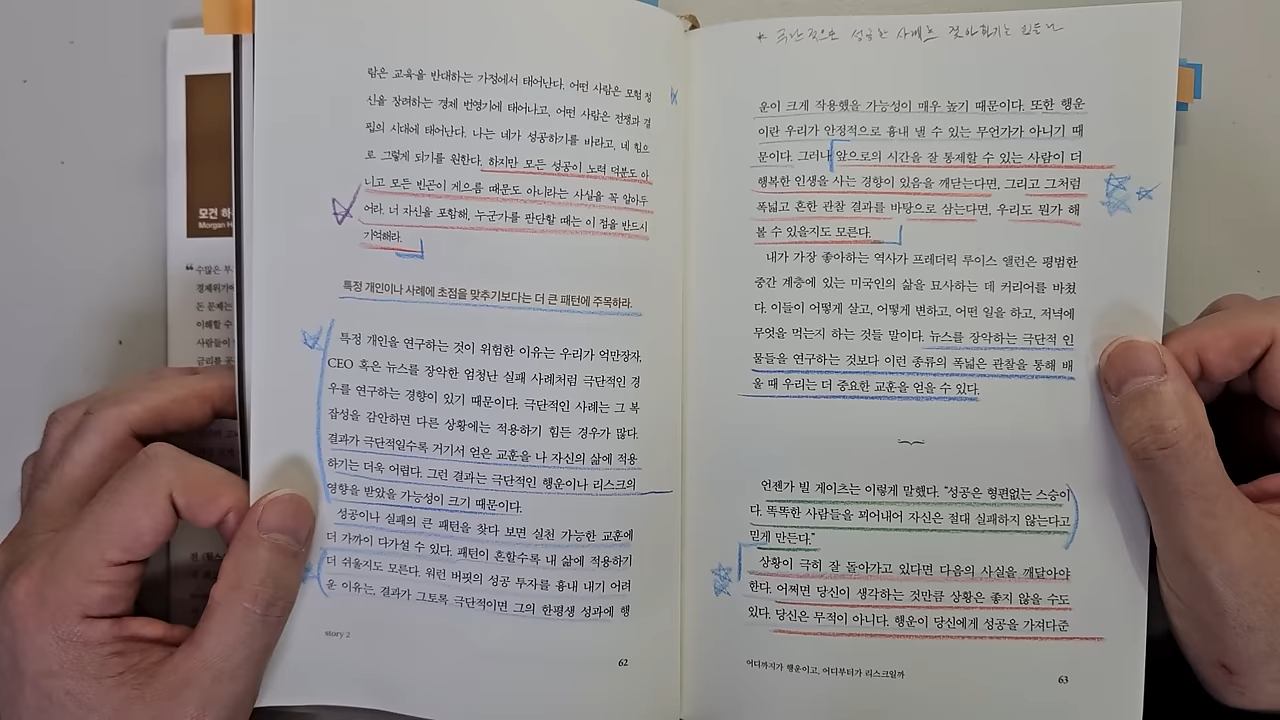 모건 하
Morgan H
수많은 부
경제위기에
돈 문제는
이해할 수
사람들이
금리를
람은 교육을 반대하는 가정에서 태어난다. 어떤 사람은 모험 정
신을 장려하는 경제 번영기에 태어나고, 어떤 사람은 전쟁과 결
핍의 시대에 태어난다. 나는 네가 성공하기를 바라고, 네 힘으
로 그렇게 되기를 원한다. 하지만 모든 성공이 노력 덕분도 아
니고 모든 빈곤이 게으름 때문도 아니라는 사실을 꼭 알아두
어라. 너 자신을 포함해, 누군가를 판단할 때는 이 점을 반드시
기억해라.
특정 개인이나 사례에 초점을 맞추기보다는 더 큰 패턴에 주목하라.
특정 개인을 연구하는 것이 위험한 이유는 우리가 억만장자,
CEO 혹은 뉴스를 장악한 엄청난 실패 사례처럼 극단적인 경
우를 연구하는 경향이 있기 때문이다. 극단적인 사례는 그 복
잡성을 감안하면 다른 상황에는 적용하기 힘든 경우가 많다.
결과가 극단적일수록 거기서 얻은 교훈을 나 자신의 삶에 적용
하기는 더욱 어렵다. 그런 결과는 극단적인 행운이나 리스크의
영향을 받았을 가능성이 크기 때문이다.
성공이나 실패의 큰 패턴을 찾다 보면 실천 가능한 교훈에
더 가까이 다가설 수 있다. 패턴이 흔할수록 내 삶에 적용하기
더 쉬울지도 모른다. 워런 버핏의 성공 투자를 흉내 내기 어려
운 이유는, 결과가 그토록 극단적이면 그의 한평생 성과에 행
story 2
62
* 극단적으로 성공한 사례로
운이 크게 작용했을 가능성이 매우 높기 때문이다. 또한 행운
이란 우리가 안정적으로 흉내 낼 수 있는 무언가가 아니기 때
문이다. 그러나 앞으로의 시간을 잘 통제할 수 있는 사람이 더
행복한 인생을 사는 경향이 있음을 깨닫는다면, 그리고 그처럼
폭넓고 흔한 관찰 결과를 바탕으로 삼는다면, 우리도 뭔가 해
볼 수 있을지도 모른다.
내가 가장 좋아하는 역사가 프레더릭 루이스 앨런은 평범한
중간 계층에 있는 미국인의 삶을 묘사하는 데 커리어를 바쳤
다. 이들이 어떻게 살고, 어떻게 변하고, 어떤 일을 하고, 저녁에
무엇을 먹는지 하는 것들 말이다. 뉴스를 장악하는 극단적 인
물들을 연구하는 것보다 이런 종류의 폭넓은 관찰을 통해 배
울 때 우리는 더 중요한 교훈을 얻을 수 있다.
언젠가 빌 게이츠는 이렇게 말했다. “성공은 형편없는 스승이
다. 똑똑한 사람들을 꾀어내어 자신은 절대 실패하지 않는다고
믿게 만든다.”
상황이 극히 잘 돌아가고 있다면 다음의 사실을 깨달아야
한다. 어쩌면 당신이 생각하는 것만큼 상황은 좋지 않을 수도
있다. 당신은 무적이 아니다. 행운이 당신에게 성공을 가져다준
어디까지가 행운이고, 어디부터가 리스크일까
63